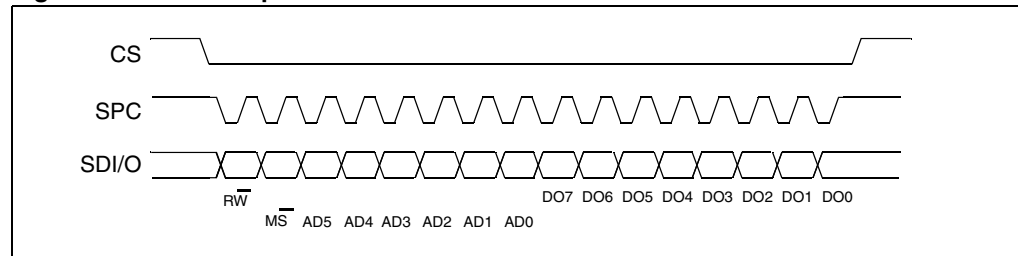 CS
SPC
SDI/O
RW
DO7 DO6 DO5 DO4 DO3 DO2 DO1 DO0
MS AD5 AD4 AD3 AD2 AD1 AD0